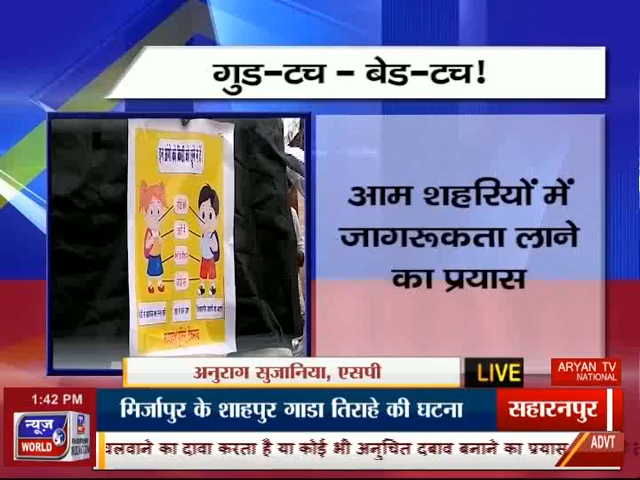 गुड-टच - बेड-टच!
आम शहरियों में
जागरूकता लाने
का प्रयास
अनुराग सुजानिया, एसपी
LIVE
ARYAN TV
NATIONAL
1:42 PM
मिर्जापुर के शाहपुर गाडा तिराहे की घटना
सहारनपुर
न्यूज़
WORLD
का दावा करता है या कोई भी अनुचित दबाव बनाने का प्रयास
ADVT